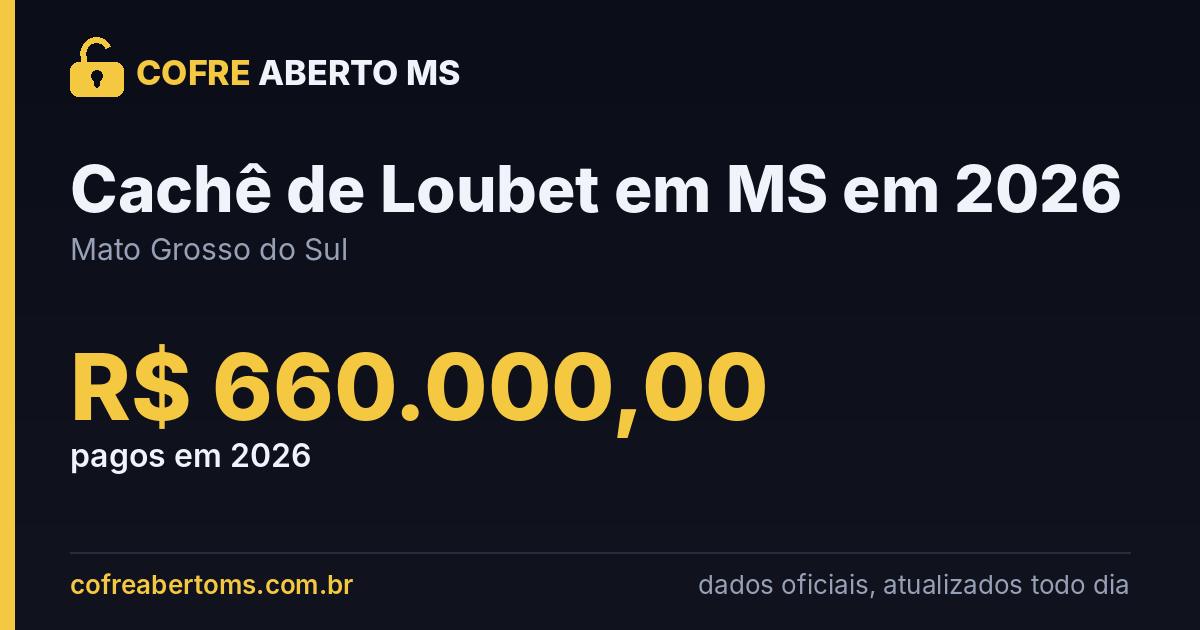 COFRE ABERTO MS
Cachê de Loubet em MS em 2026
Mato Grosso do Sul
R$ 660.000,00
pagos em 2026
cofreabertoms.com.br
dados oficiais, atualizados todo dia